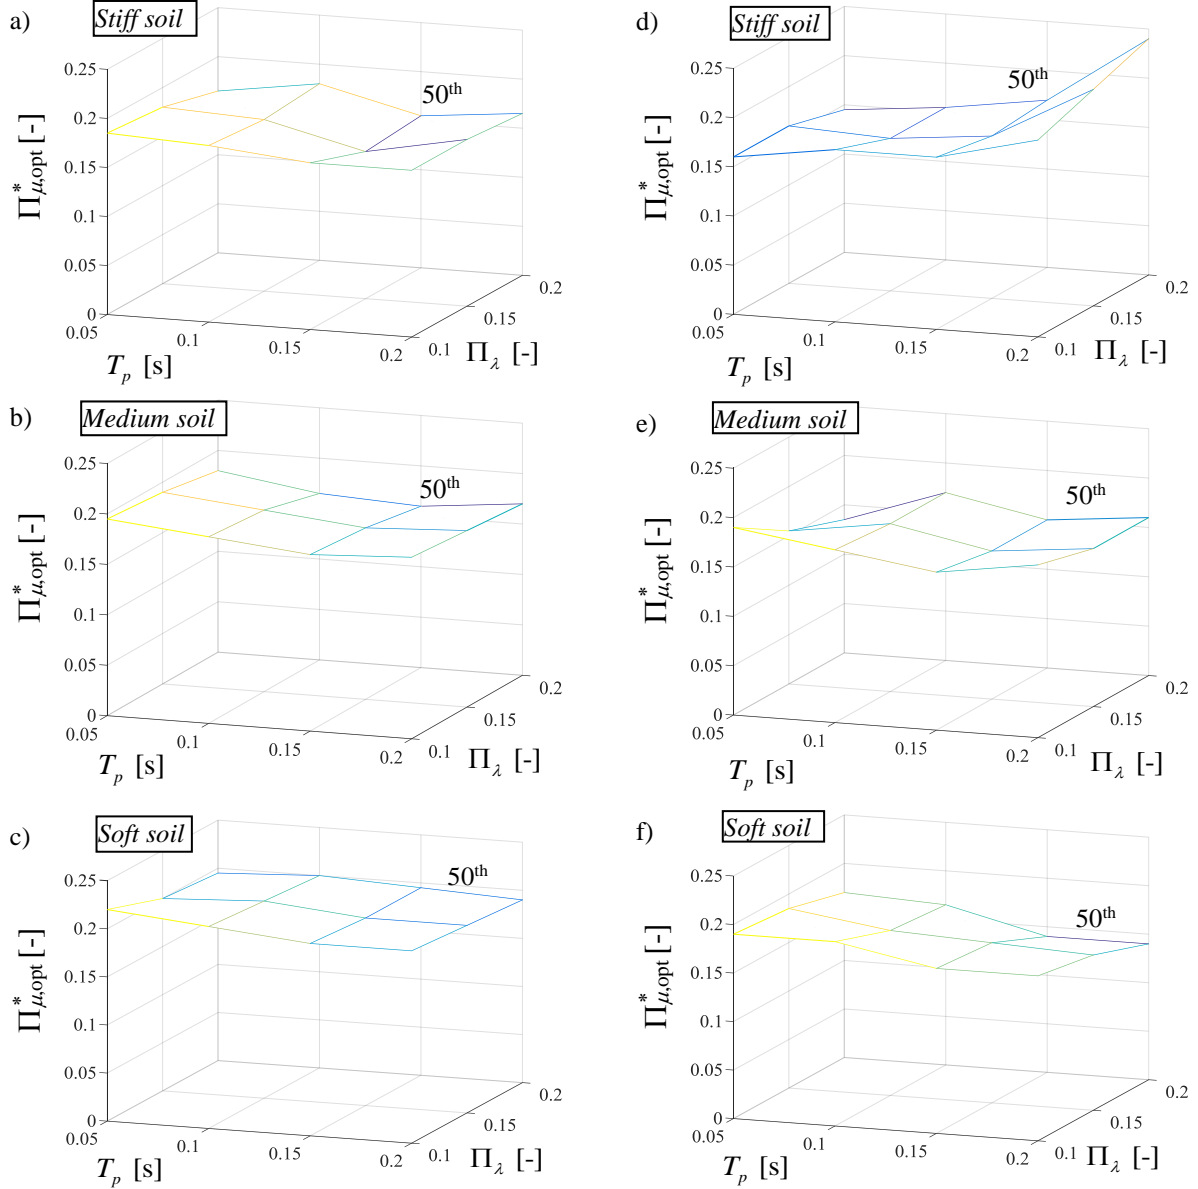 a)
Stiff soil
50th
Π*μ,opt [-]
0.25
0.2
0.15
0.1
0.05
0
0.05
0.1
0.15
0.2
Tp [s]
0.1
0.15
0.2
Πλ [-]
d)
Stiff soil
50th
Π*μ,opt [-]
0.25
0.2
0.15
0.1
0.05
0
0.05
0.1
0.15
0.2
Tp [s]
0.1
0.15
0.2
Πλ [-]
b)
Medium soil
50th
Π*μ,opt [-]
0.25
0.2
0.15
0.1
0.05
0
0.05
0.1
0.15
0.2
Tp [s]
0.1
0.15
0.2
Πλ [-]
e)
Medium soil
50th
Π*μ,opt [-]
0.25
0.2
0.15
0.1
0.05
0
0.05
0.1
0.15
0.2
Tp [s]
0.1
0.15
0.2
Πλ [-]
c)
Soft soil
50th
Π*μ,opt [-]
0.25
0.2
0.15
0.1
0.05
0
0.05
0.1
0.15
0.2
Tp [s]
0.1
0.15
0.2
Πλ [-]
f)
Soft soil
50th
Π*μ,opt [-]
0.25
0.2
0.15
0.1
0.05
0
0.05
0.1
0.15
0.2
Tp [s]
0.1
0.15
0.2
Πλ [-]